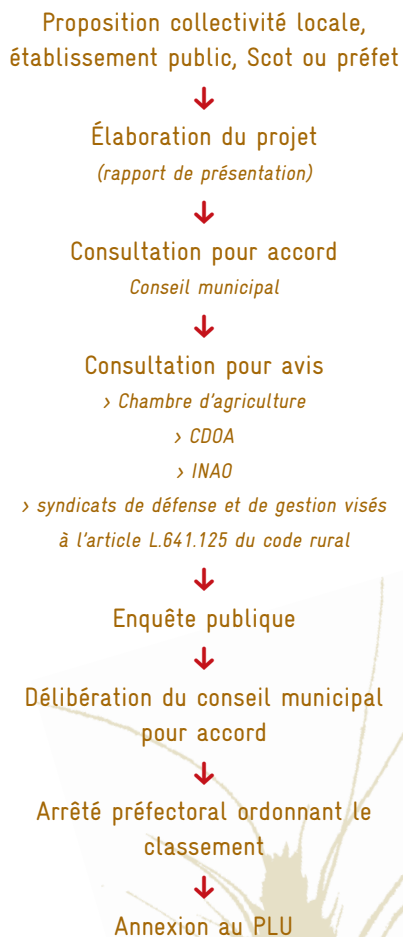 Proposition collectivité locale,
établissement public, Scot ou préfet
↓
Élaboration du projet
(rapport de présentation)
↓
Consultation pour accord
Conseil municipal
↓
Consultation pour avis
› Chambre d'agriculture
› CDOA
› INAO
› syndicats de défense et de gestion visés
à l'article L.641.125 du code rural
↓
Enquête publique
↓
Délibération du conseil municipal
pour accord
↓
Arrêté préfectoral ordonnant le
classement
↓
Annexion au PLU